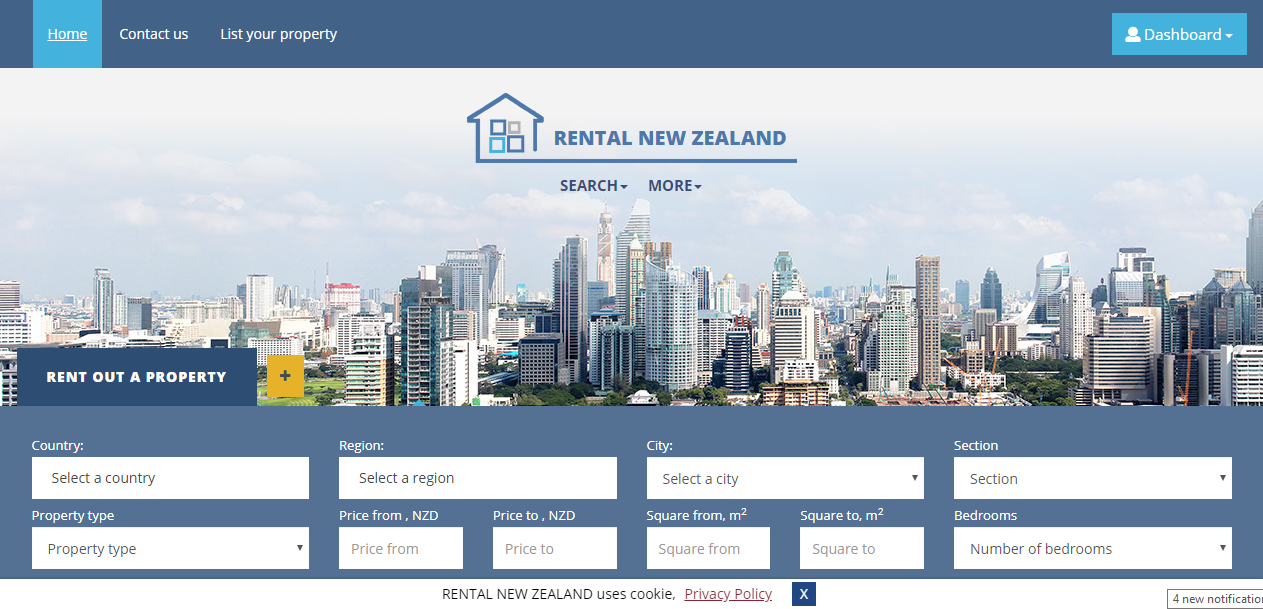 Home Contact us List your property Dashboard
RENTAL NEW ZEALAND
SEARCH MORE
RENT OUT A PROPERTY +
Country: Region: City: Section
Select a country Select a region Select a city Section
Property type Price from , NZD Price to , NZD Square from, m² Square to, m² Bedrooms
Property type Price from Price to Square from Square to Number of bedrooms
RENTAL NEW ZEALAND uses cookie, Privacy Policy X
4 new notification